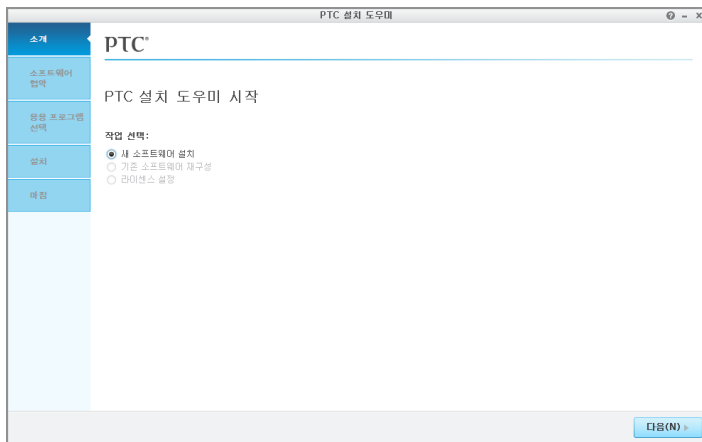 PTC 설치 도우미
소개
소프트웨어
협약
응용 프로그램
선택
설치
마침
PTC®
PTC 설치 도우미 시작
작업 선택:
새 소프트웨어 설치
기존 소프트웨어 재구성
라이센스 설정
다음(N)